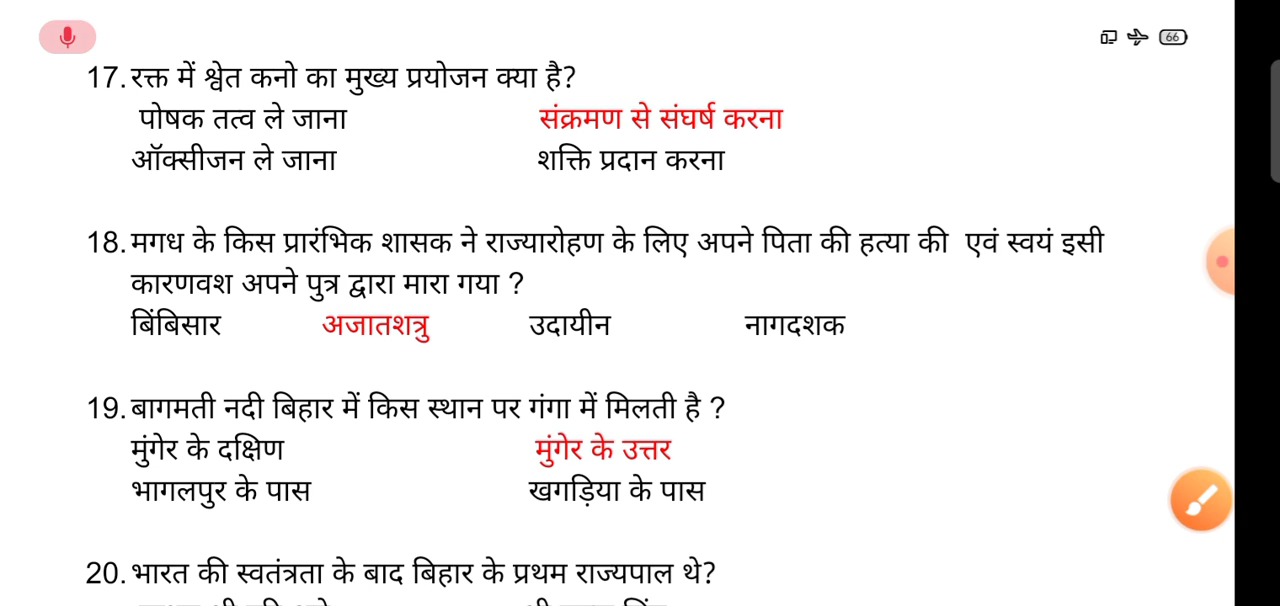 66
17. रक्त में श्वेत कनो का मुख्य प्रयोजन क्या है?
पोषक तत्व ले जाना संक्रमण से संघर्ष करना
ऑक्सीजन ले जाना शक्ति प्रदान करना
18. मगध के किस प्रारंभिक शासक ने राज्यारोहण के लिए अपने पिता की हत्या की एवं स्वयं इसी
कारणवश अपने पुत्र द्वारा मारा गया ?
बिंबिसार अजातशत्रु उदायीन नागदशक
19. बागमती नदी बिहार में किस स्थान पर गंगा में मिलती है ?
मुंगेर के दक्षिण मुंगेर के उत्तर
भागलपुर के पास खगड़िया के पास
20. भारत की स्वतंत्रता के बाद बिहार के प्रथम राज्यपाल थे?